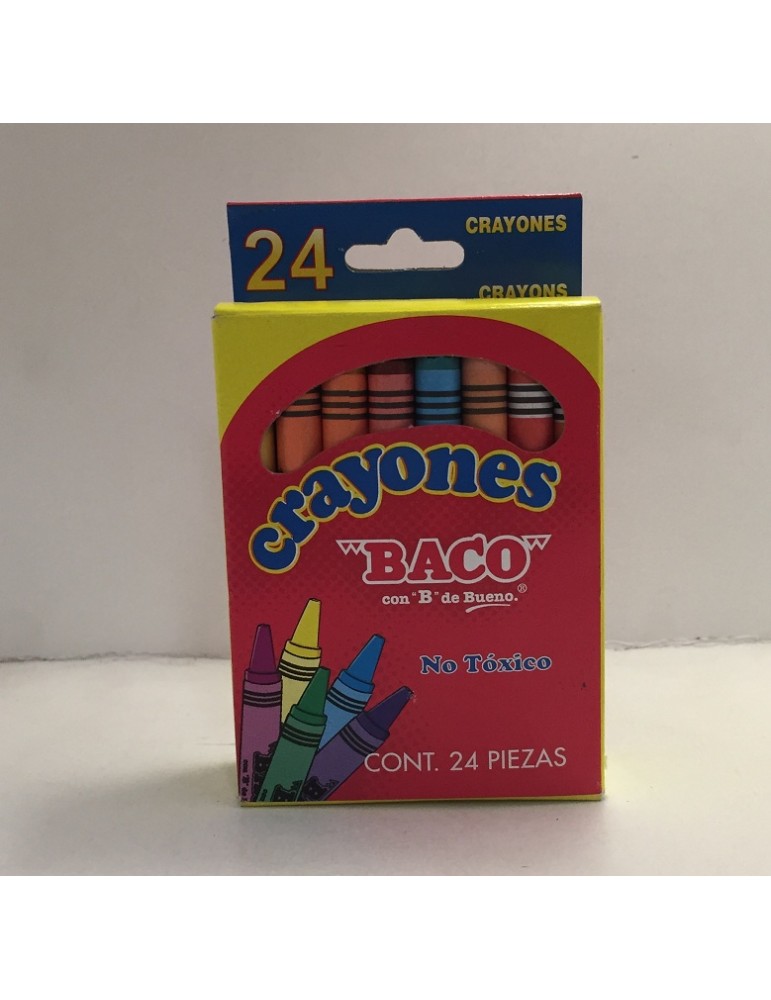 24
CRAYONES
CRAYONS
crayones
"BACO"
con "B" de Bueno.®
No Tóxico
CONT. 24 PIEZAS